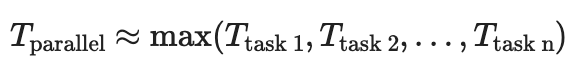 T_parallel ≈ max(T_task 1, T_task 2, . . . , T_task n)